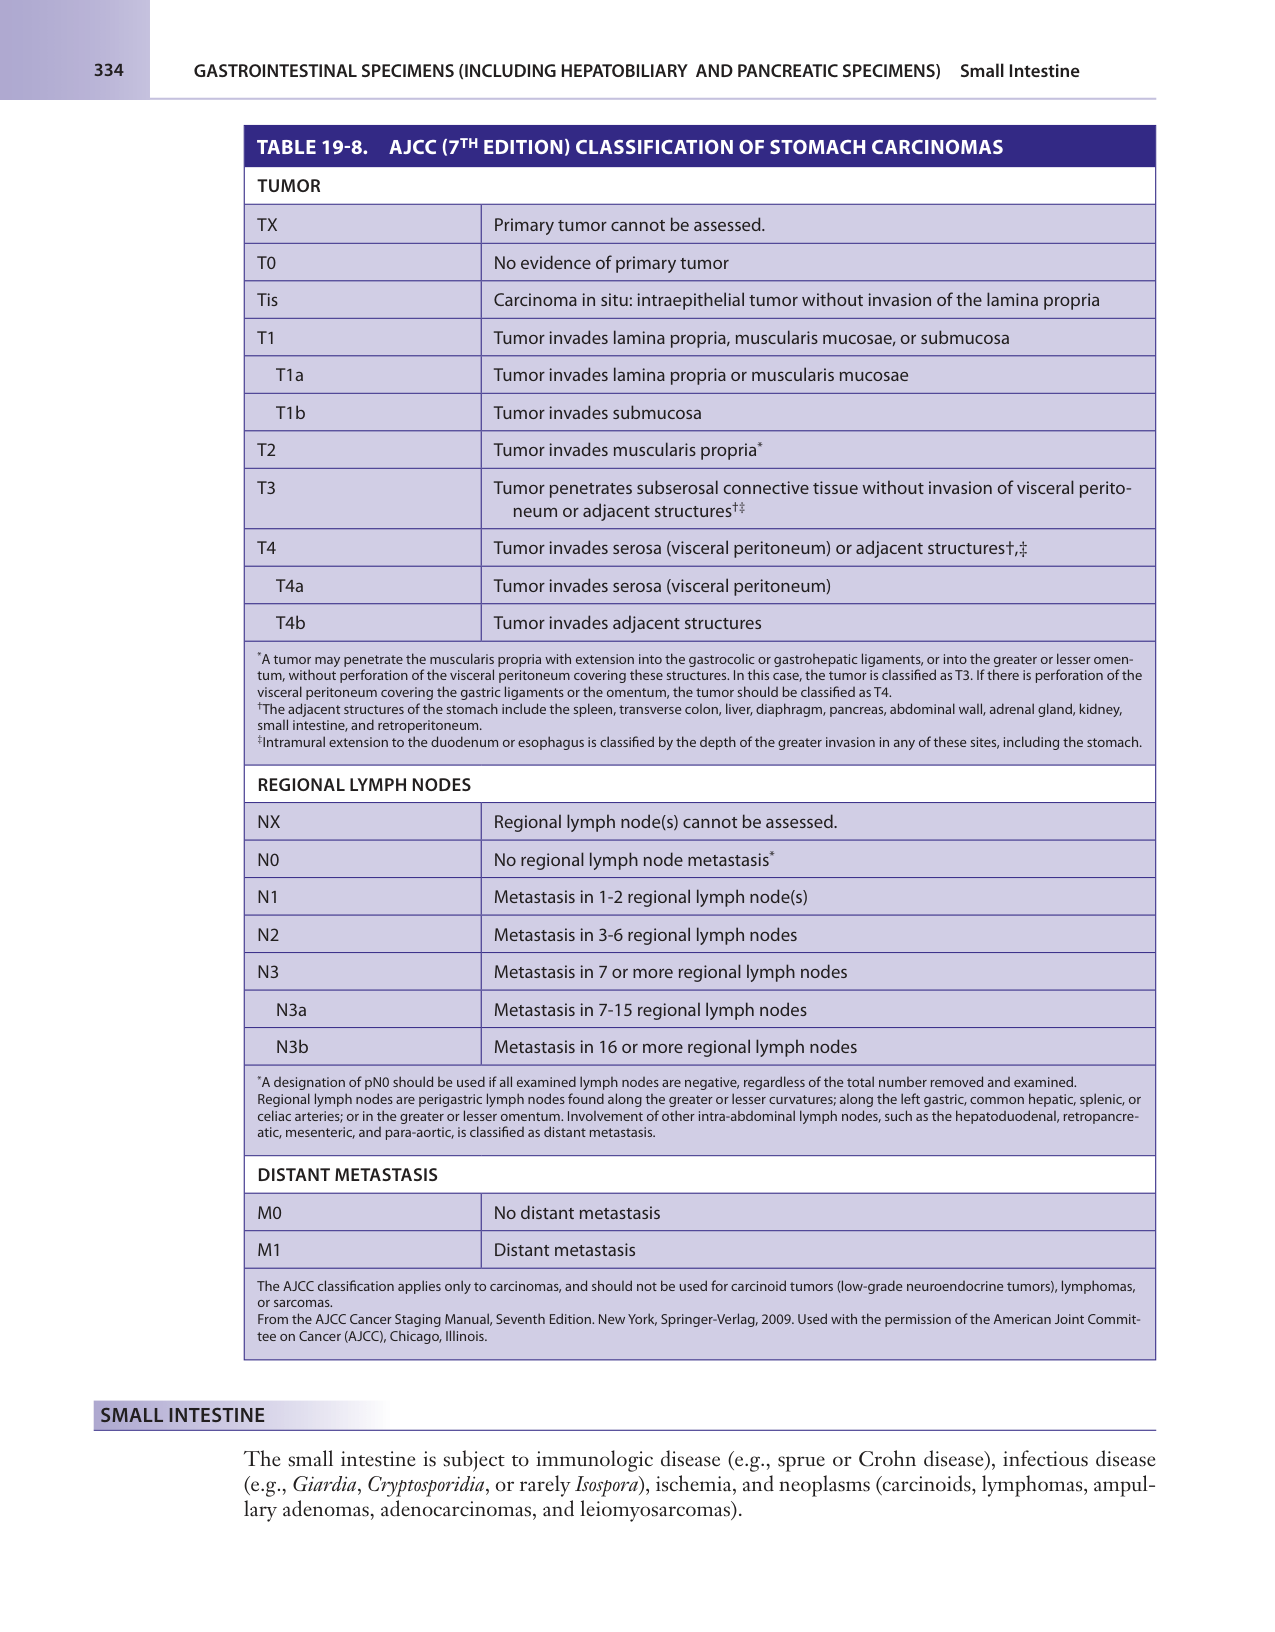 334
GASTROINTESTINAL SPECIMENS (INCLUDING HEPATOBILIARY AND PANCREATIC SPECIMENS) Small Intestine
TABLE 19-8. AJCC (7TH EDITION) CLASSIFICATION OF STOMACH CARCINOMAS
TUMOR
TX Primary tumor cannot be assessed.
T0 No evidence of primary tumor
Tis Carcinoma in situ: intraepithelial tumor without invasion of the lamina propria
T1 Tumor invades lamina propria, muscularis mucosae, or submucosa
T1a Tumor invades lamina propria or muscularis mucosae
T1b Tumor invades submucosa
T2 Tumor invades muscularis propria*
T3 Tumor penetrates subserosal connective tissue without invasion of visceral perito-
neum or adjacent structures†‡
T4 Tumor invades serosa (visceral peritoneum) or adjacent structures†,‡
T4a Tumor invades serosa (visceral peritoneum)
T4b Tumor invades adjacent structures
*A tumor may penetrate the muscularis propria with extension into the gastrocolic or gastrohepatic ligaments, or into the greater or lesser omen-
tum, without perforation of the visceral peritoneum covering these structures. In this case, the tumor is classified as T3. If there is perforation of the
visceral peritoneum covering the gastric ligaments or the omentum, the tumor should be classified as T4.
†The adjacent structures of the stomach include the spleen, transverse colon, liver, diaphragm, pancreas, abdominal wall, adrenal gland, kidney,
small intestine, and retroperitoneum.
‡Intramural extension to the duodenum or esophagus is classified by the depth of the greater invasion in any of these sites, including the stomach.
REGIONAL LYMPH NODES
NX Regional lymph node(s) cannot be assessed.
N0 No regional lymph node metastasis*
N1 Metastasis in 1-2 regional lymph node(s)
N2 Metastasis in 3-6 regional lymph nodes
N3 Metastasis in 7 or more regional lymph nodes
N3a Metastasis in 7-15 regional lymph nodes
N3b Metastasis in 16 or more regional lymph nodes
*A designation of pN0 should be used if all examined lymph nodes are negative, regardless of the total number removed and examined.
Regional lymph nodes are perigastric lymph nodes found along the greater or lesser curvatures; along the left gastric, common hepatic, splenic, or
celiac arteries; or in the greater or lesser omentum. Involvement of other intra-abdominal lymph nodes, such as the hepatoduodenal, retropancre-
atic, mesenteric, and para-aortic, is classified as distant metastasis.
DISTANT METASTASIS
M0 No distant metastasis
M1 Distant metastasis
The AJCC classification applies only to carcinomas, and should not be used for carcinoid tumors (low-grade neuroendocrine tumors), lymphomas,
or sarcomas.
From the AJCC Cancer Staging Manual, Seventh Edition. New York, Springer-Verlag, 2009. Used with the permission of the American Joint Commit-
tee on Cancer (AJCC), Chicago, Illinois.
SMALL INTESTINE
The small intestine is subject to immunologic disease (e.g., sprue or Crohn disease), infectious disease
(e.g., Giardia, Cryptosporidia, or rarely Isospora), ischemia, and neoplasms (carcinoids, lymphomas, ampul-
lary adenomas, adenocarcinomas, and leiomyosarcomas).